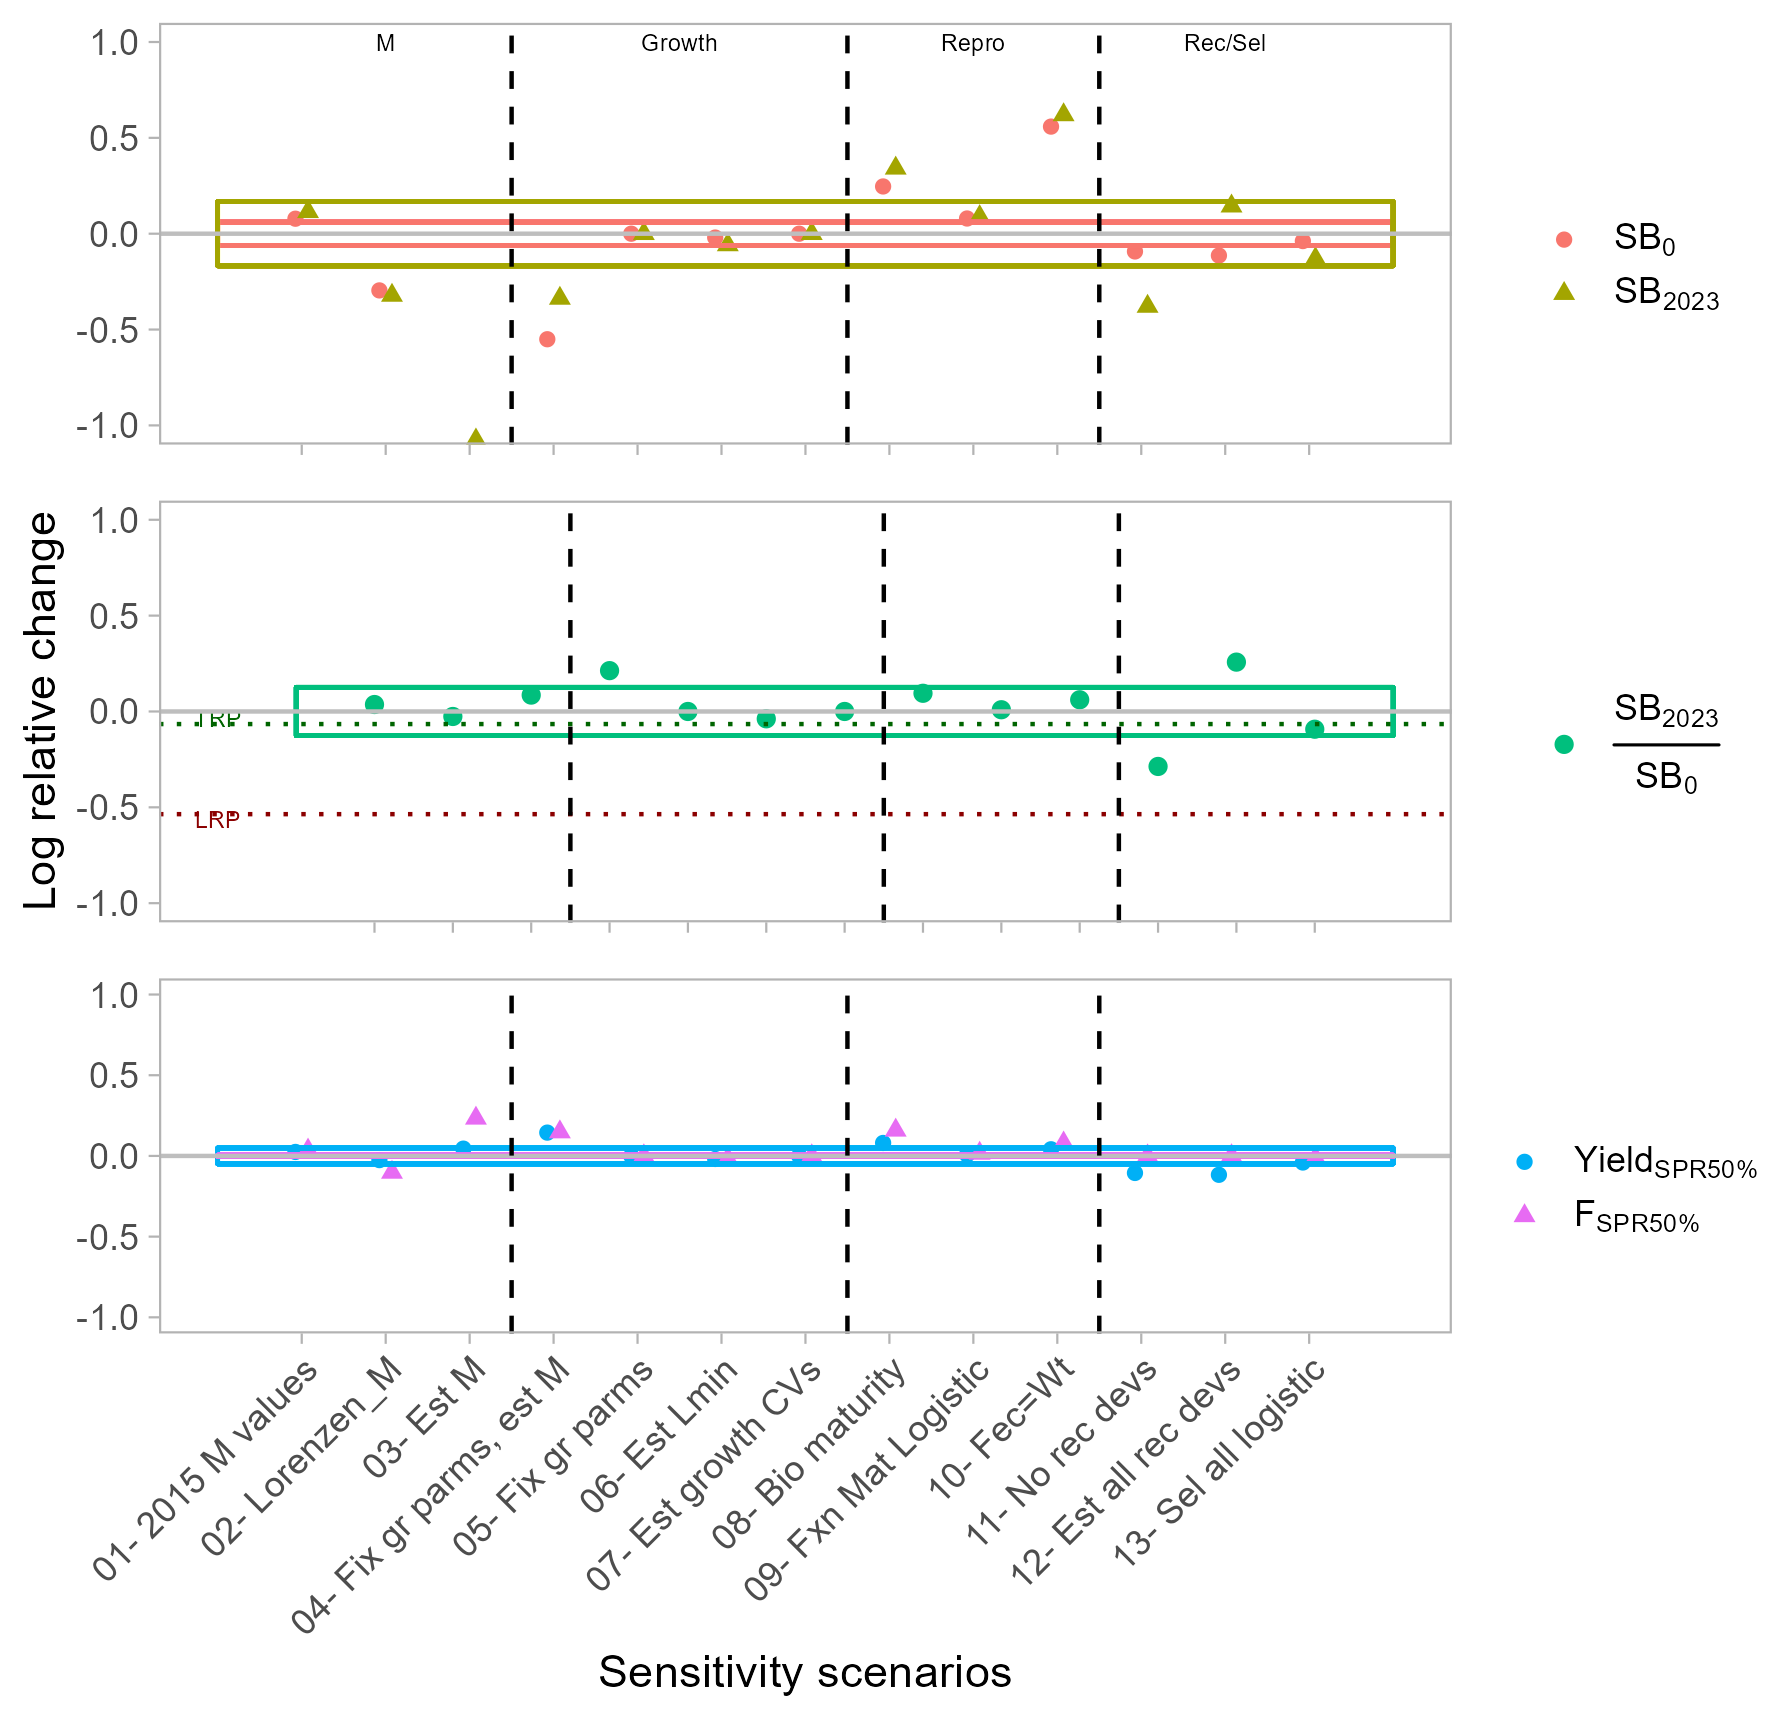 M Growth Repro Rec/Sel
1.0
0.5
0.0
-0.5
-1.0
SB0
SB2023
Log relative change
1.0
0.5
0.0
-0.5
-1.0
TRP
LRP
SB2023
SB0
1.0
0.5
0.0
-0.5
-1.0
YieldSPR50%
FSPR50%
01- 2015 M values
02- Lorenzen_M
03- Est M
04- Fix gr parms, est M
05- Fix gr parms
06- Est Lmin
07- Est growth CVs
08- Bio maturity
09- Fxn Mat Logistic
10- Fec=Wt
11- No rec devs
12- Est all rec devs
13- Sel all logistic
Sensitivity scenarios